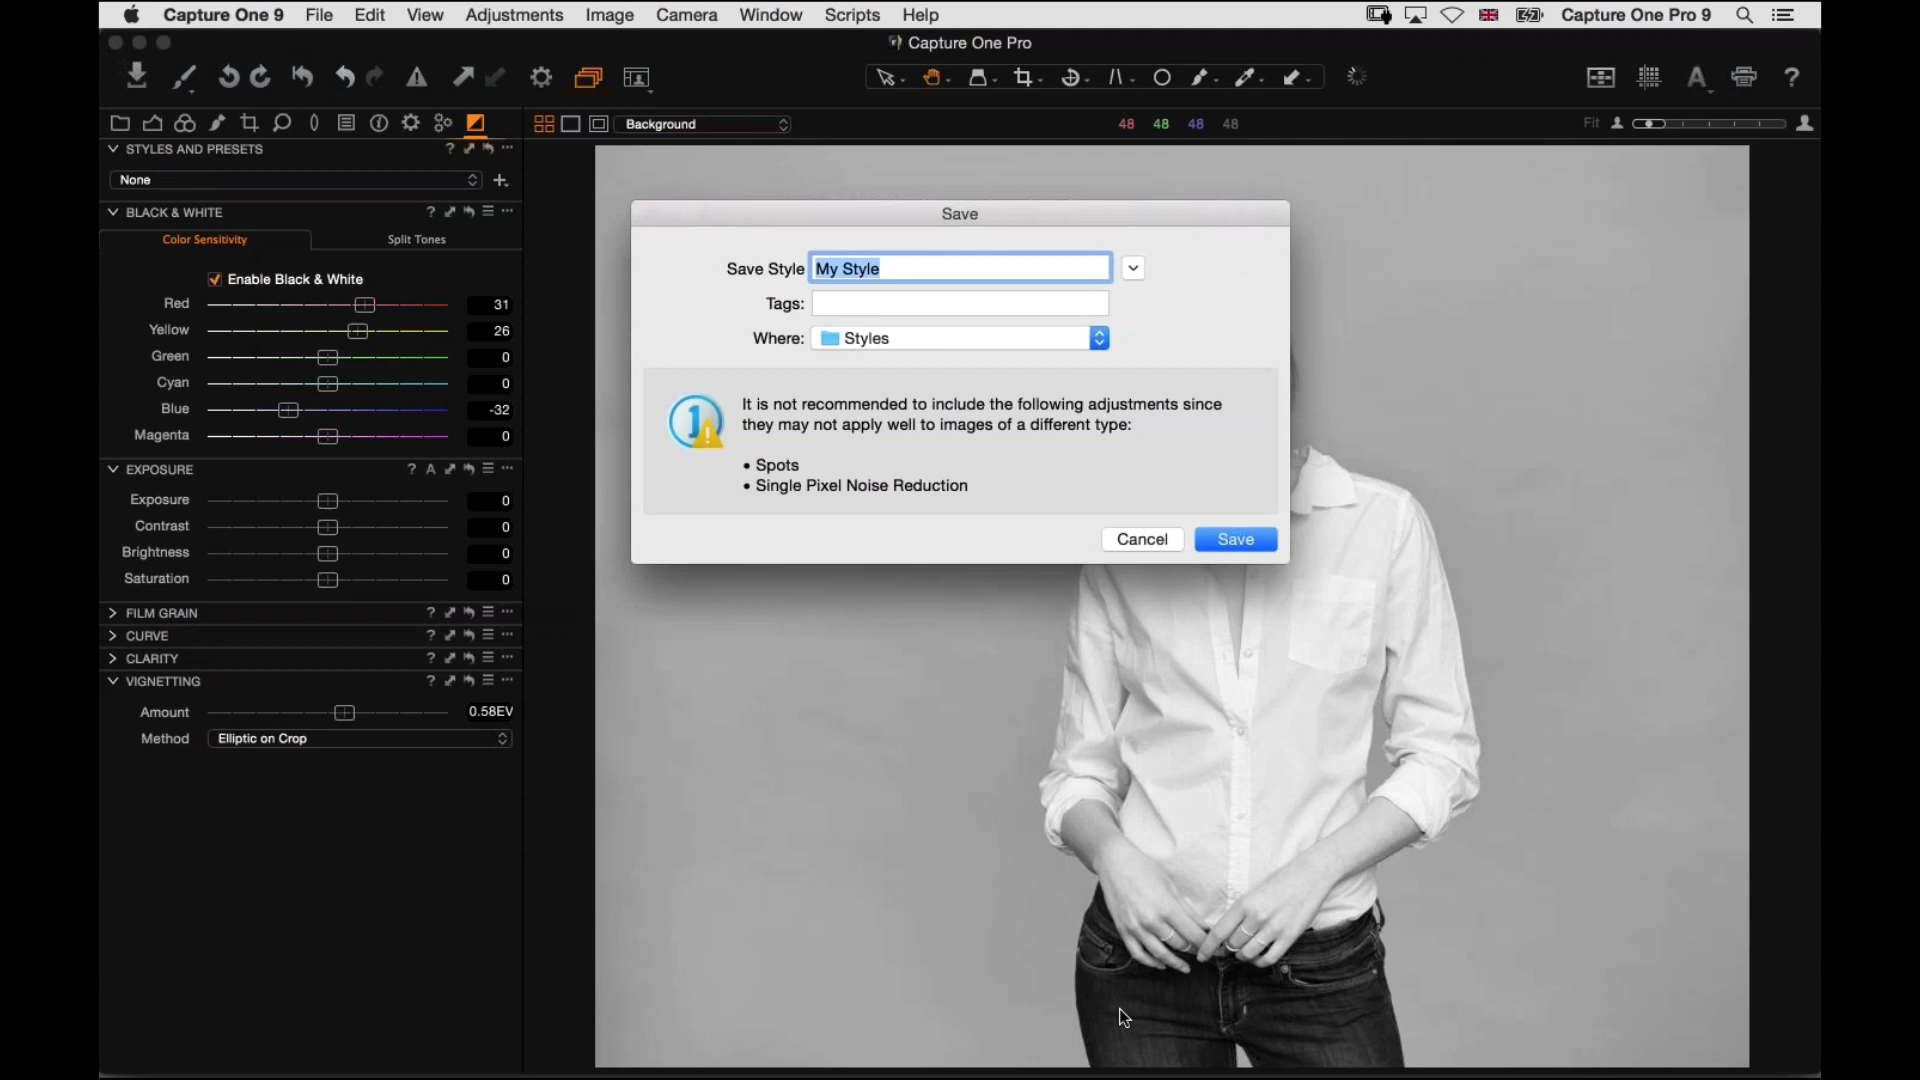 Capture One 9 File Edit View Adjustments Image Camera Window Scripts Help Capture One Pro 9
Capture One Pro
Background 48 48 48 48 Fit
STYLES AND PRESETS
None
BLACK & WHITE
Color Sensitivity Split Tones
Enable Black & White
Red 31
Yellow 26
Green 0
Cyan 0
Blue -32
Magenta 0
EXPOSURE
Exposure 0
Contrast 0
Brightness 0
Saturation 0
FILM GRAIN
CURVE
CLARITY
VIGNETTING
Amount 0.58EV
Method Elliptic on Crop
Save
Save Style My Style
Tags:
Where: Styles
It is not recommended to include the following adjustments since
they may not apply well to images of a different type:
• Spots
• Single Pixel Noise Reduction
Cancel Save